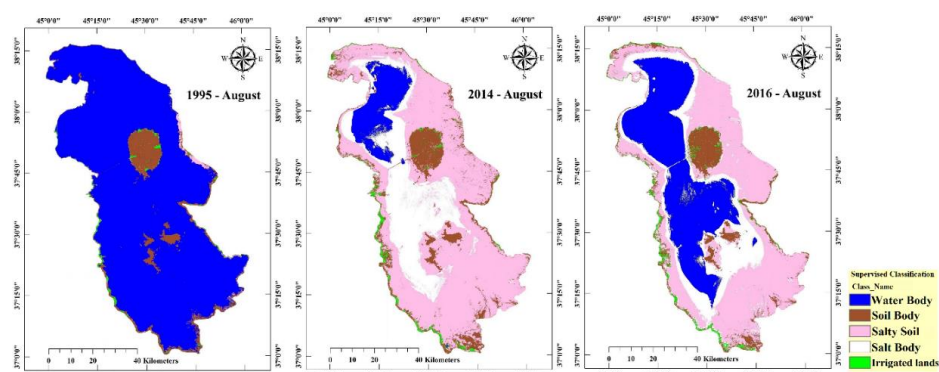 45°0'0" 45°15'0" 45°30'0" 45°45'0" 46°0'0"
38°15'0"
38°0'0"
37°45'0"
37°30'0"
37°15'0"
37°0'0"
N
W E
S
1995 - August
0 10 20 40 Kilometers
45°0'0" 45°15'0" 45°30'0" 45°45'0" 46°0'0"
38°15'0"
38°0'0"
37°45'0"
37°30'0"
37°15'0"
37°0'0"
N
W E
S
2014 - August
0 10 20 40 Kilometers
45°0'0" 45°15'0" 45°30'0" 45°45'0" 46°0'0"
38°15'0"
38°0'0"
37°45'0"
37°30'0"
37°15'0"
37°0'0"
N
W E
S
2016 - August
0 10 20 40 Kilometers
Supervised Classification
Class_Name
Water Body
Soil Body
Salty Soil
Salt Body
Irrigated lands